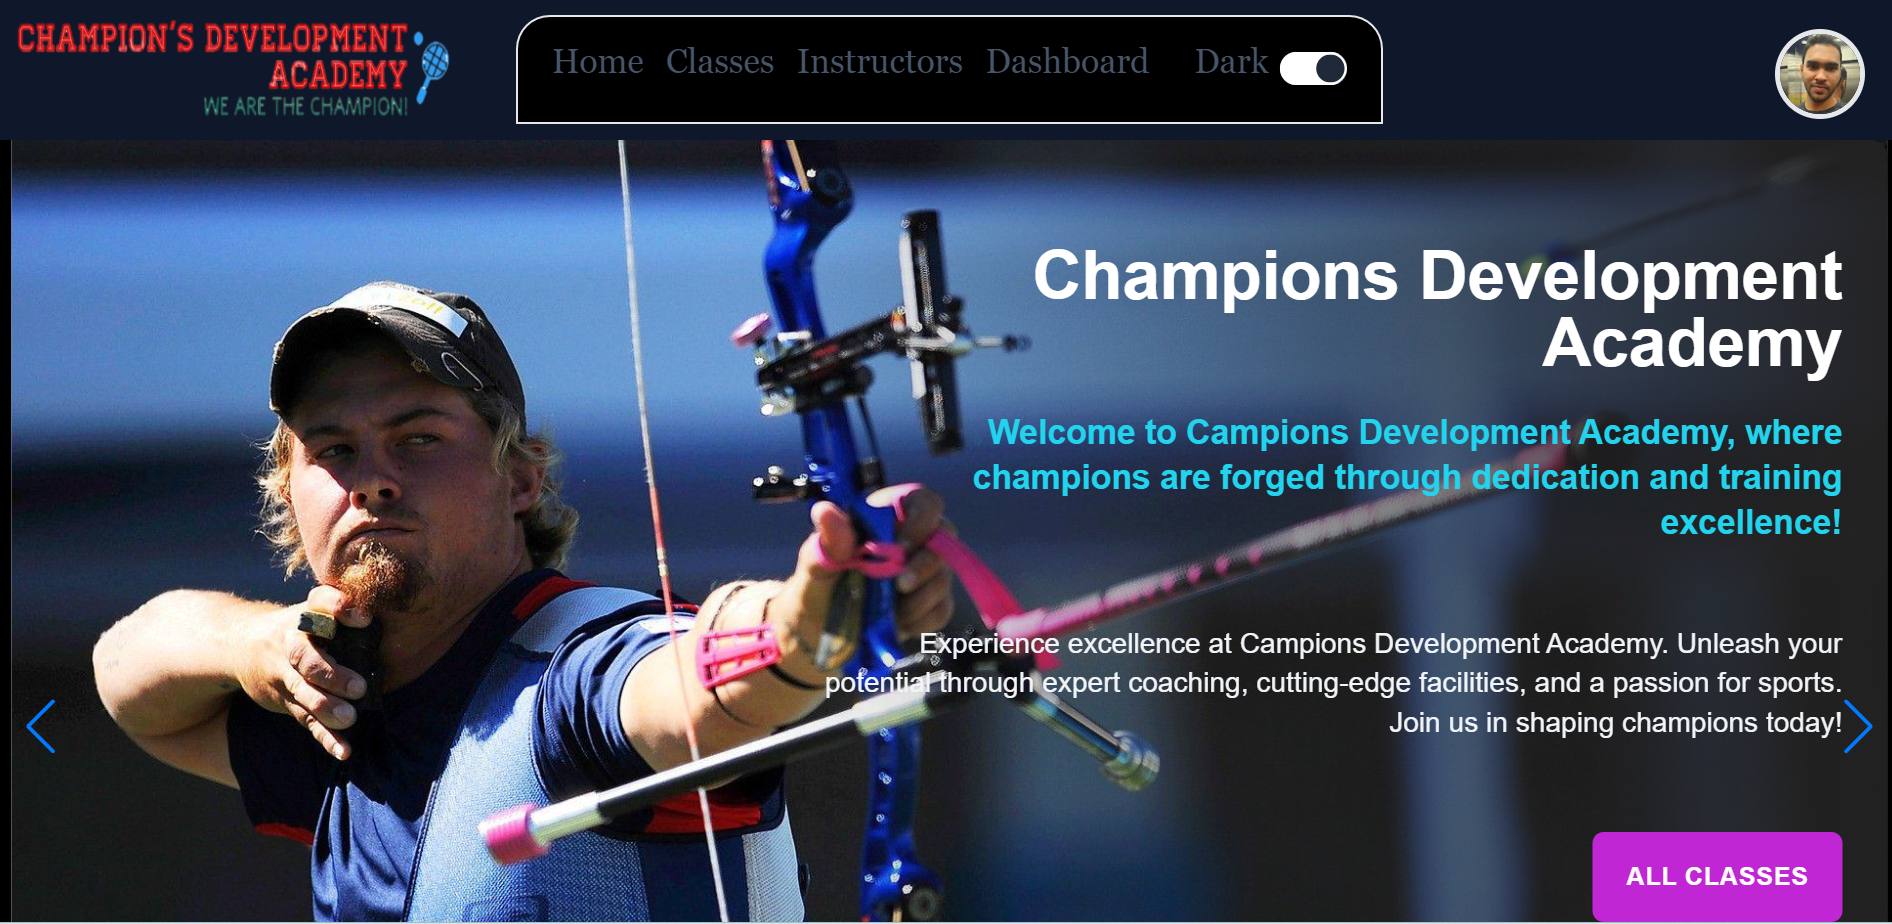 CHAMPION'S DEVELOPMENT
ACADEMY
WE ARE THE CHAMPION!
Home Classes Instructors Dashboard Dark
Champions Development
Academy
Welcome to Campions Development Academy, where
champions are forged through dedication and training
excellence!
Experience excellence at Campions Development Academy. Unleash your
potential through expert coaching, cutting-edge facilities, and a passion for sports.
Join us in shaping champions today!
ALL CLASSES